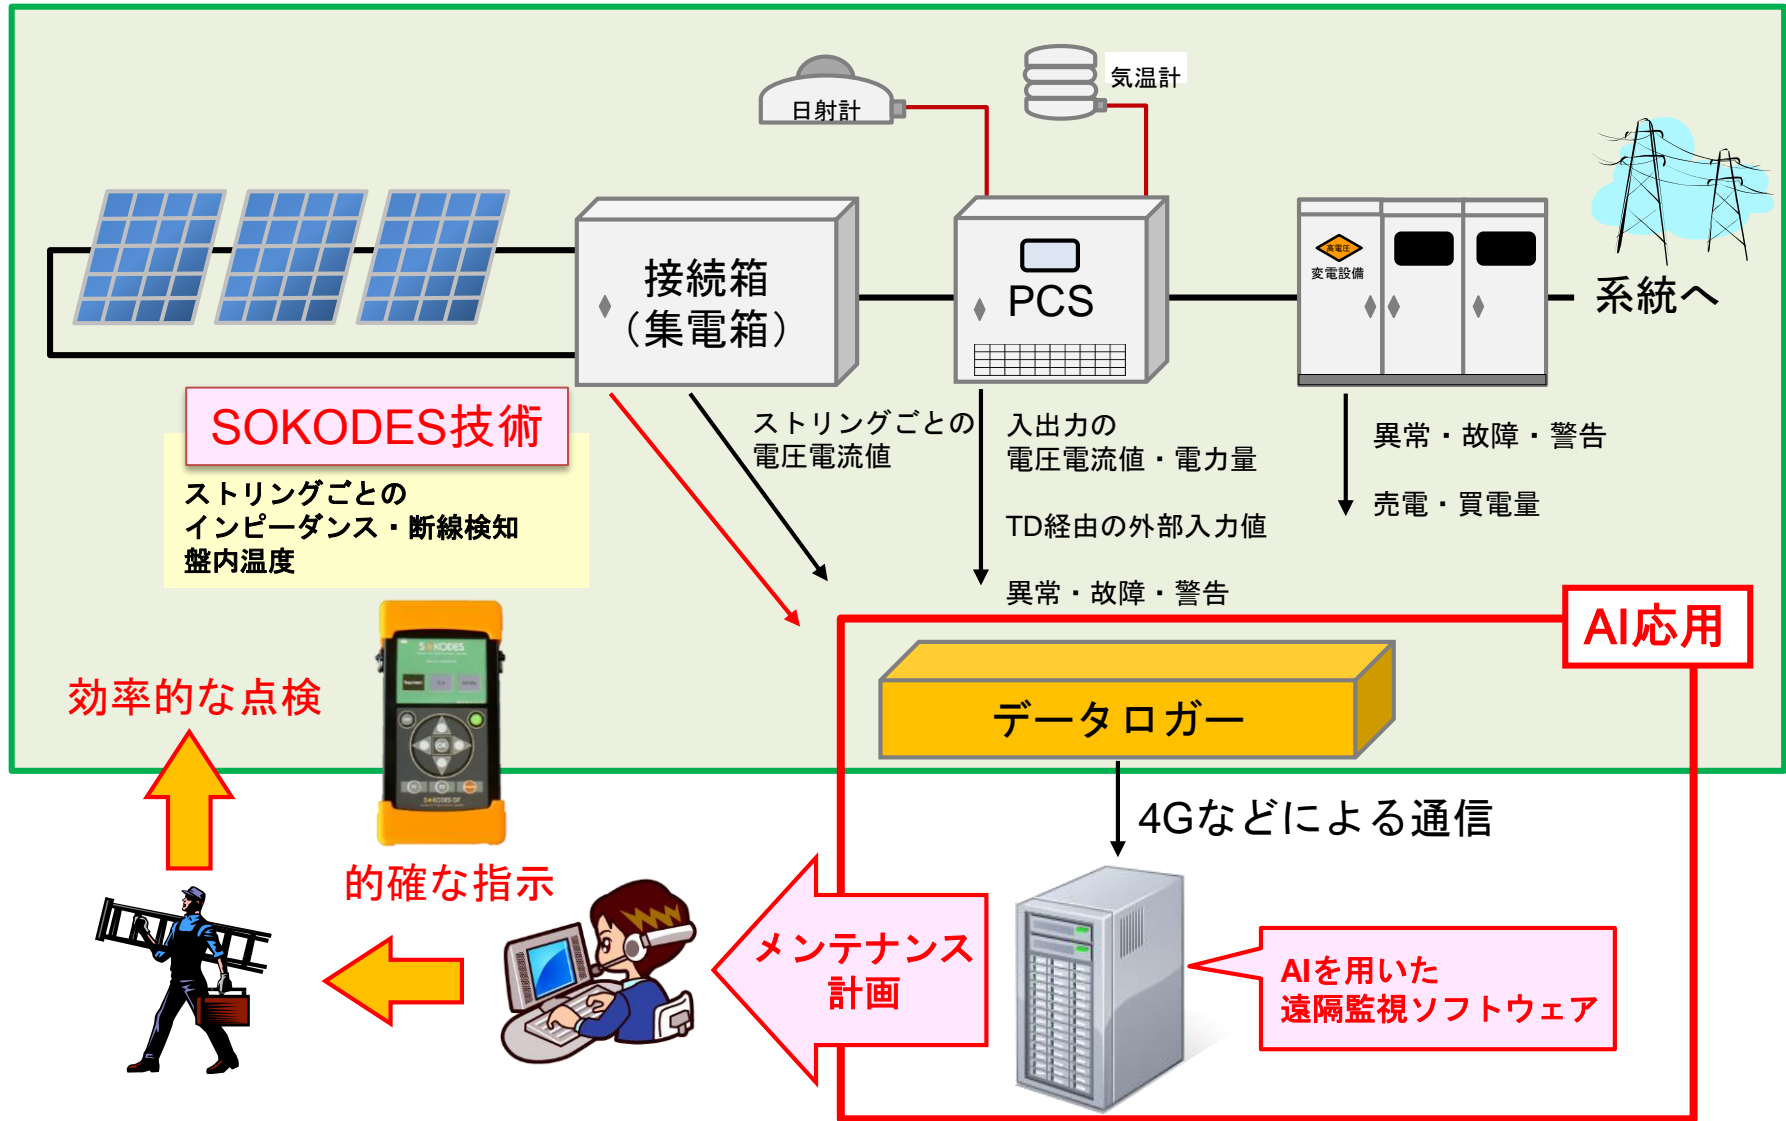 日射計
気温計
接続箱
（集電箱）
PCS
高電圧
変電設備
系統へ
SOKODES技術
ストリングごとの
インピーダンス・断線検知
盤内温度
ストリングごとの
電圧電流値
入出力の
電圧電流値・電力量
TD経由の外部入力値
異常・故障・警告
異常・故障・警告
売電・買電量
AI応用
データロガー
4Gなどによる通信
効率的な点検
SOKODES
的確な指示
メンテナンス
計画
AIを用いた
遠隔監視ソフトウェア